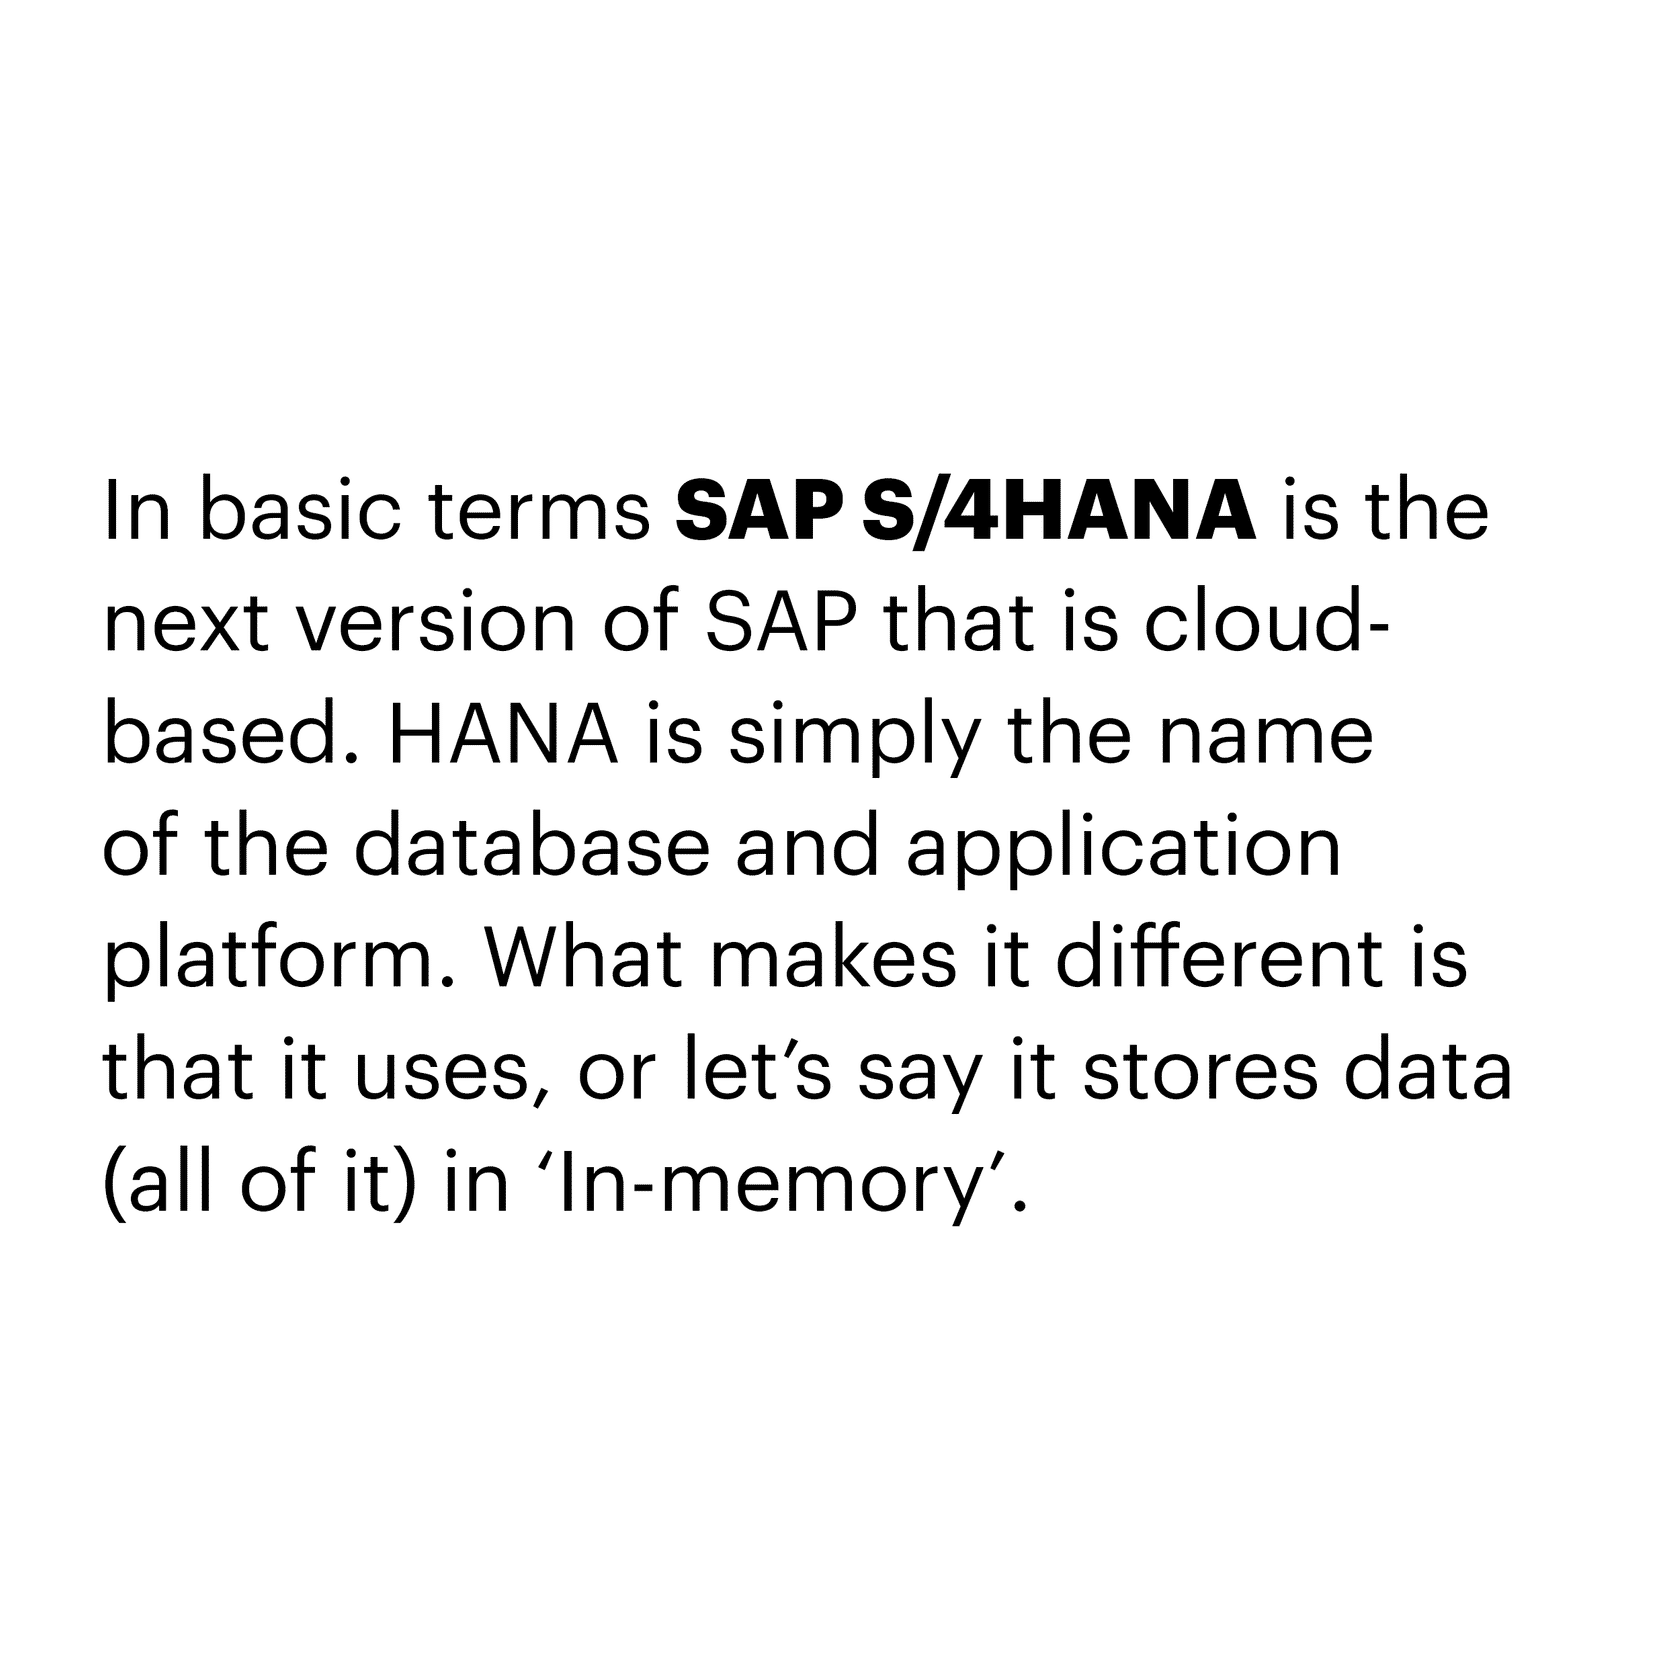 In basic terms SAP S/4HANA is the
next version of SAP that is cloud-
based. HANA is simply the name
of the database and application
platform. What makes it different is
that it uses, or let’s say it stores data
(all of it) in ‘In-memory’.